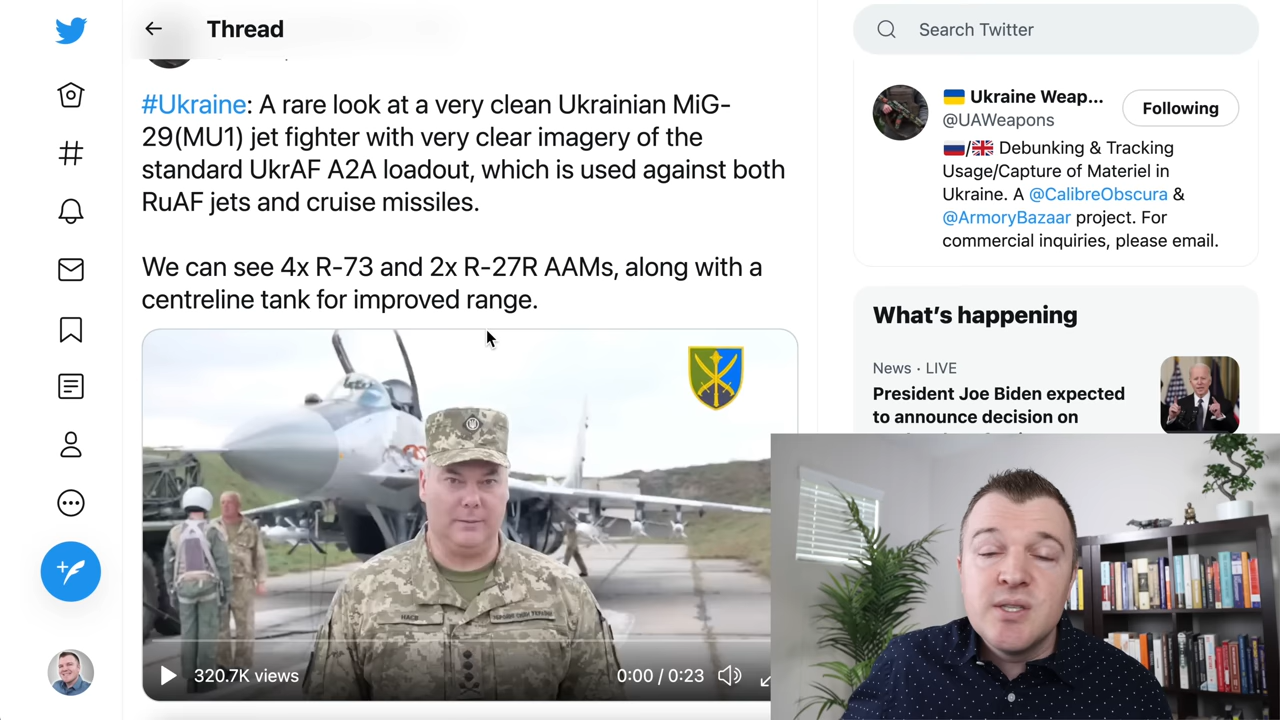 Thread
#Ukraine: A rare look at a very clean Ukrainian MiG-
29(MU1) jet fighter with very clear imagery of the
standard UkrAF A2A loadout, which is used against both
RuAF jets and cruise missiles.
We can see 4x R-73 and 2x R-27R AAMs, along with a
centreline tank for improved range.
320.7K views
0:00 / 0:23
Search Twitter
Ukraine Weap...
@UAWeapons
Following
/ Debunking & Tracking
Usage/Capture of Materiel in
Ukraine. A @CalibreObscura &
@ArmoryBazaar project. For
commercial inquiries, please email.
What's happening
News · LIVE
President Joe Biden expected
to announce decision on